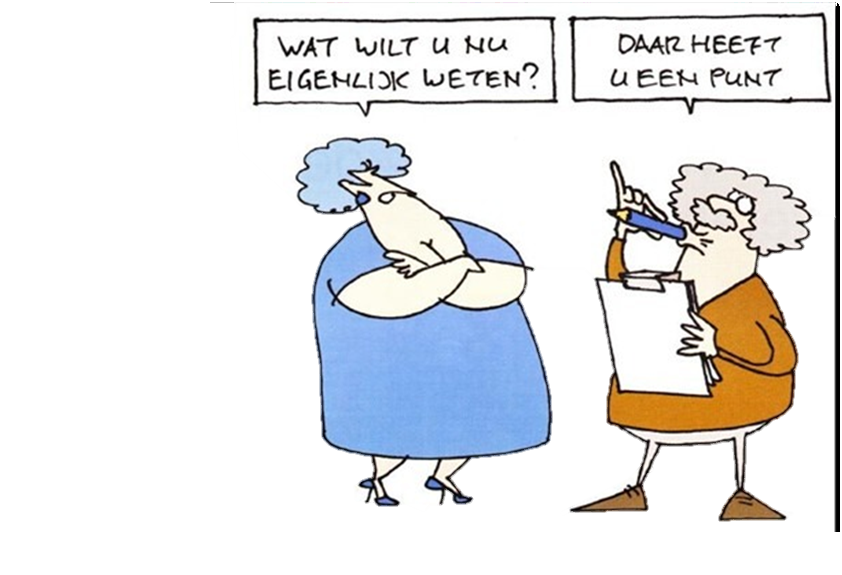 WAT WILT U NU
EIGENLIJK WETEN?
DAAR HEEFT
U EEN PUNT